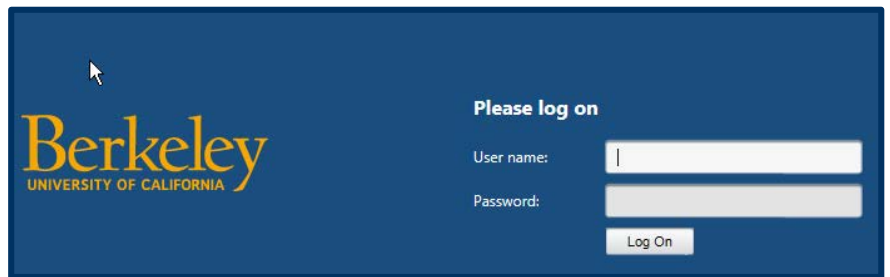 Berkeley
UNIVERSITY OF CALIFORNIA
Please log on
User name:
Password:
Log On